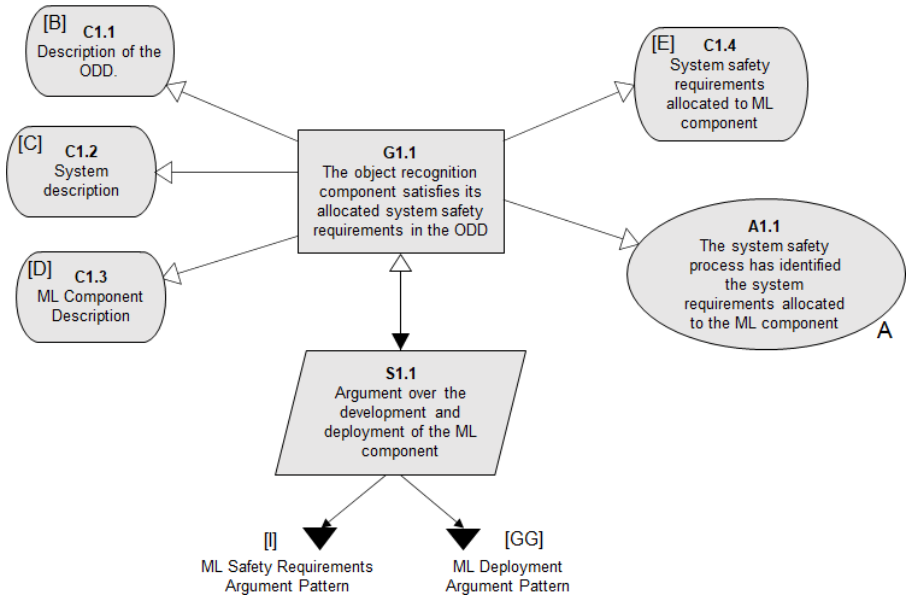 [B]
C1.1
Description of the
ODD.
[C]
C1.2
System
description
[D]
C1.3
ML Component
Description
G1.1
The object recognition
component satisfies its
allocated system safety
requirements in the ODD
[E]
C1.4
System safety
requirements
allocated to ML
component
A1.1
The system safety
process has identified
the system
requirements allocated
to the ML component
A
S1.1
Argument over the
development and
deployment of the ML
component
[I]
ML Safety Requirements
Argument Pattern
[GG]
ML Deployment
Argument Pattern